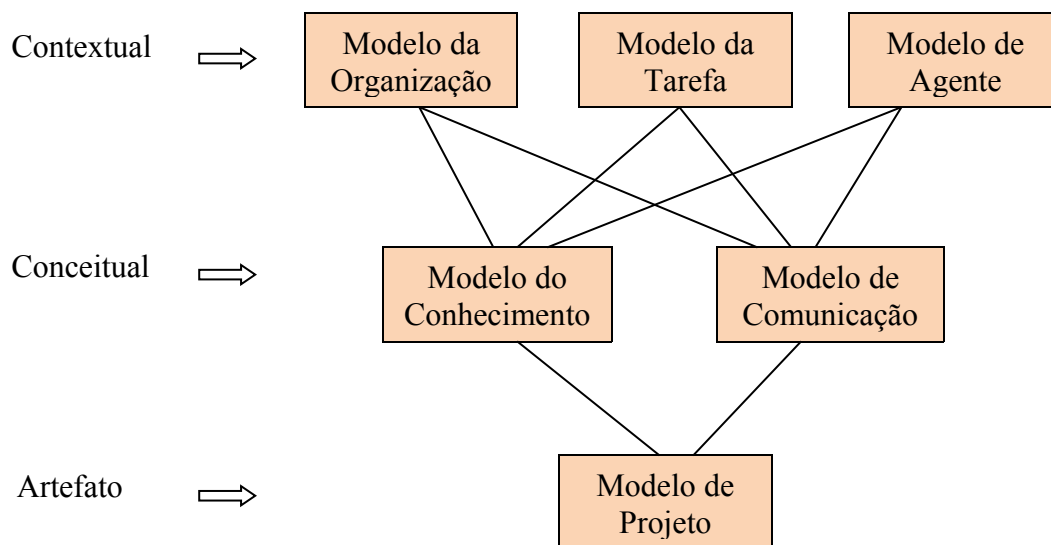 Contextual
Modelo da
Organização
Modelo da
Tarefa
Modelo de
Agente
Conceitual
Modelo do
Conhecimento
Modelo de
Comunicação
Artefato
Modelo de
Projeto